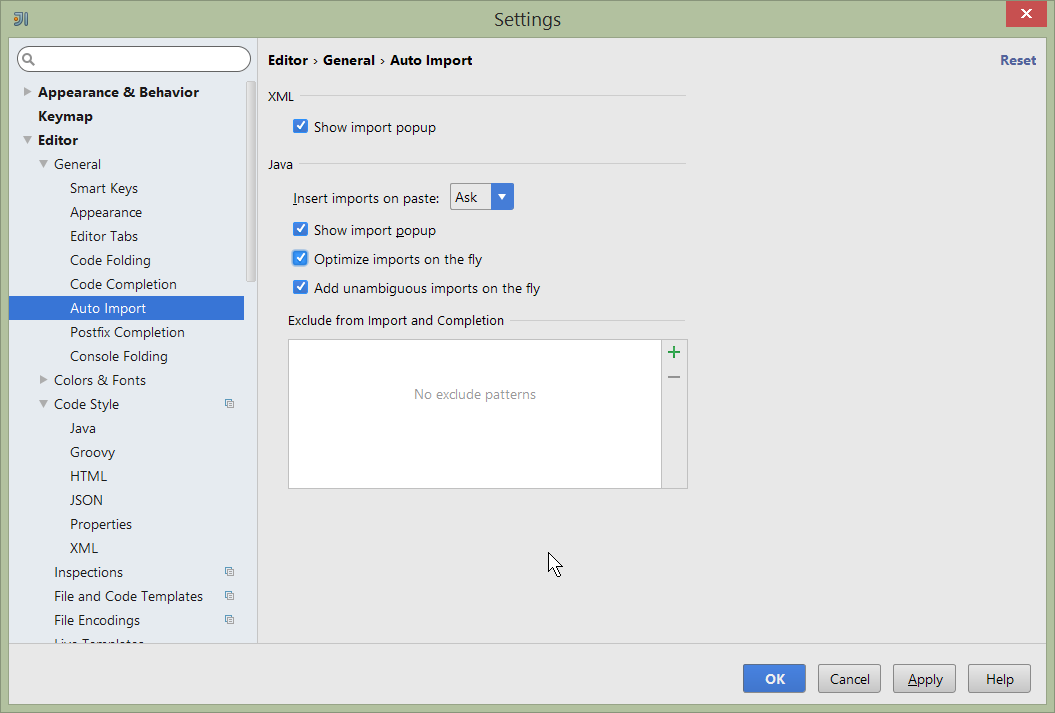 Settings
Editor › General › Auto Import
Reset
Appearance & Behavior
Keymap
Editor
General
Smart Keys
Appearance
Editor Tabs
Code Folding
Code Completion
Auto Import
Postfix Completion
Console Folding
Colors & Fonts
Code Style
Java
Groovy
HTML
JSON
Properties
XML
Inspections
File and Code Templates
File Encodings
Live Templates
XML
Show import popup
Java
Insert imports on paste: Ask
Show import popup
Optimize imports on the fly
Add unambiguous imports on the fly
Exclude from Import and Completion
No exclude patterns
OK
Cancel
Apply
Help